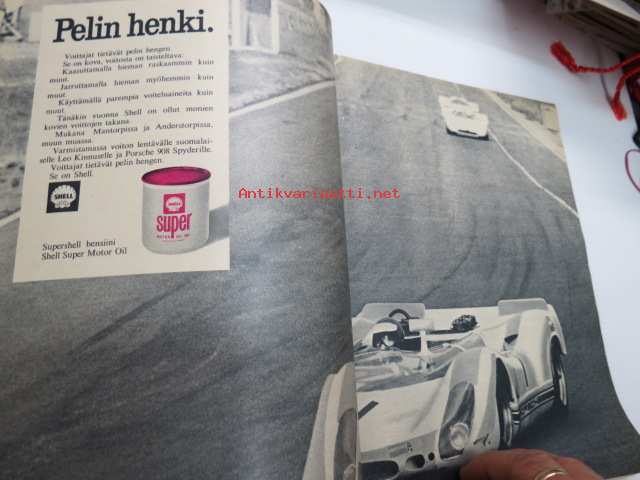 Pelin henki.
Voittajat tietävät pelin hengen.
Se on kova, voitosta on taisteltava:
Kaasuttamalla hieman raskaammin kuin
muut.
Jarruttamalla hieman myöhemmin kuin
muut.
Käyttämällä parempia voiteluaineita kuin
muut.
Tänäkin vuonna Shell on ollut monien
kovien voittojen takana.
Mukana Mantorpissa ja Anderstorpissa,
muun muassa.
Varmistamassa voiton lentävälle suomalai-
selle Leo Kinnuselle ja Porsche 908 Spyderille.
Voittajat tietävät pelin hengen.
Se on Shell.
SHELL
SHELL
super
MOTOR OIL
Supershell bensiini
Shell Super Motor Oil
Antikvariaatti.net